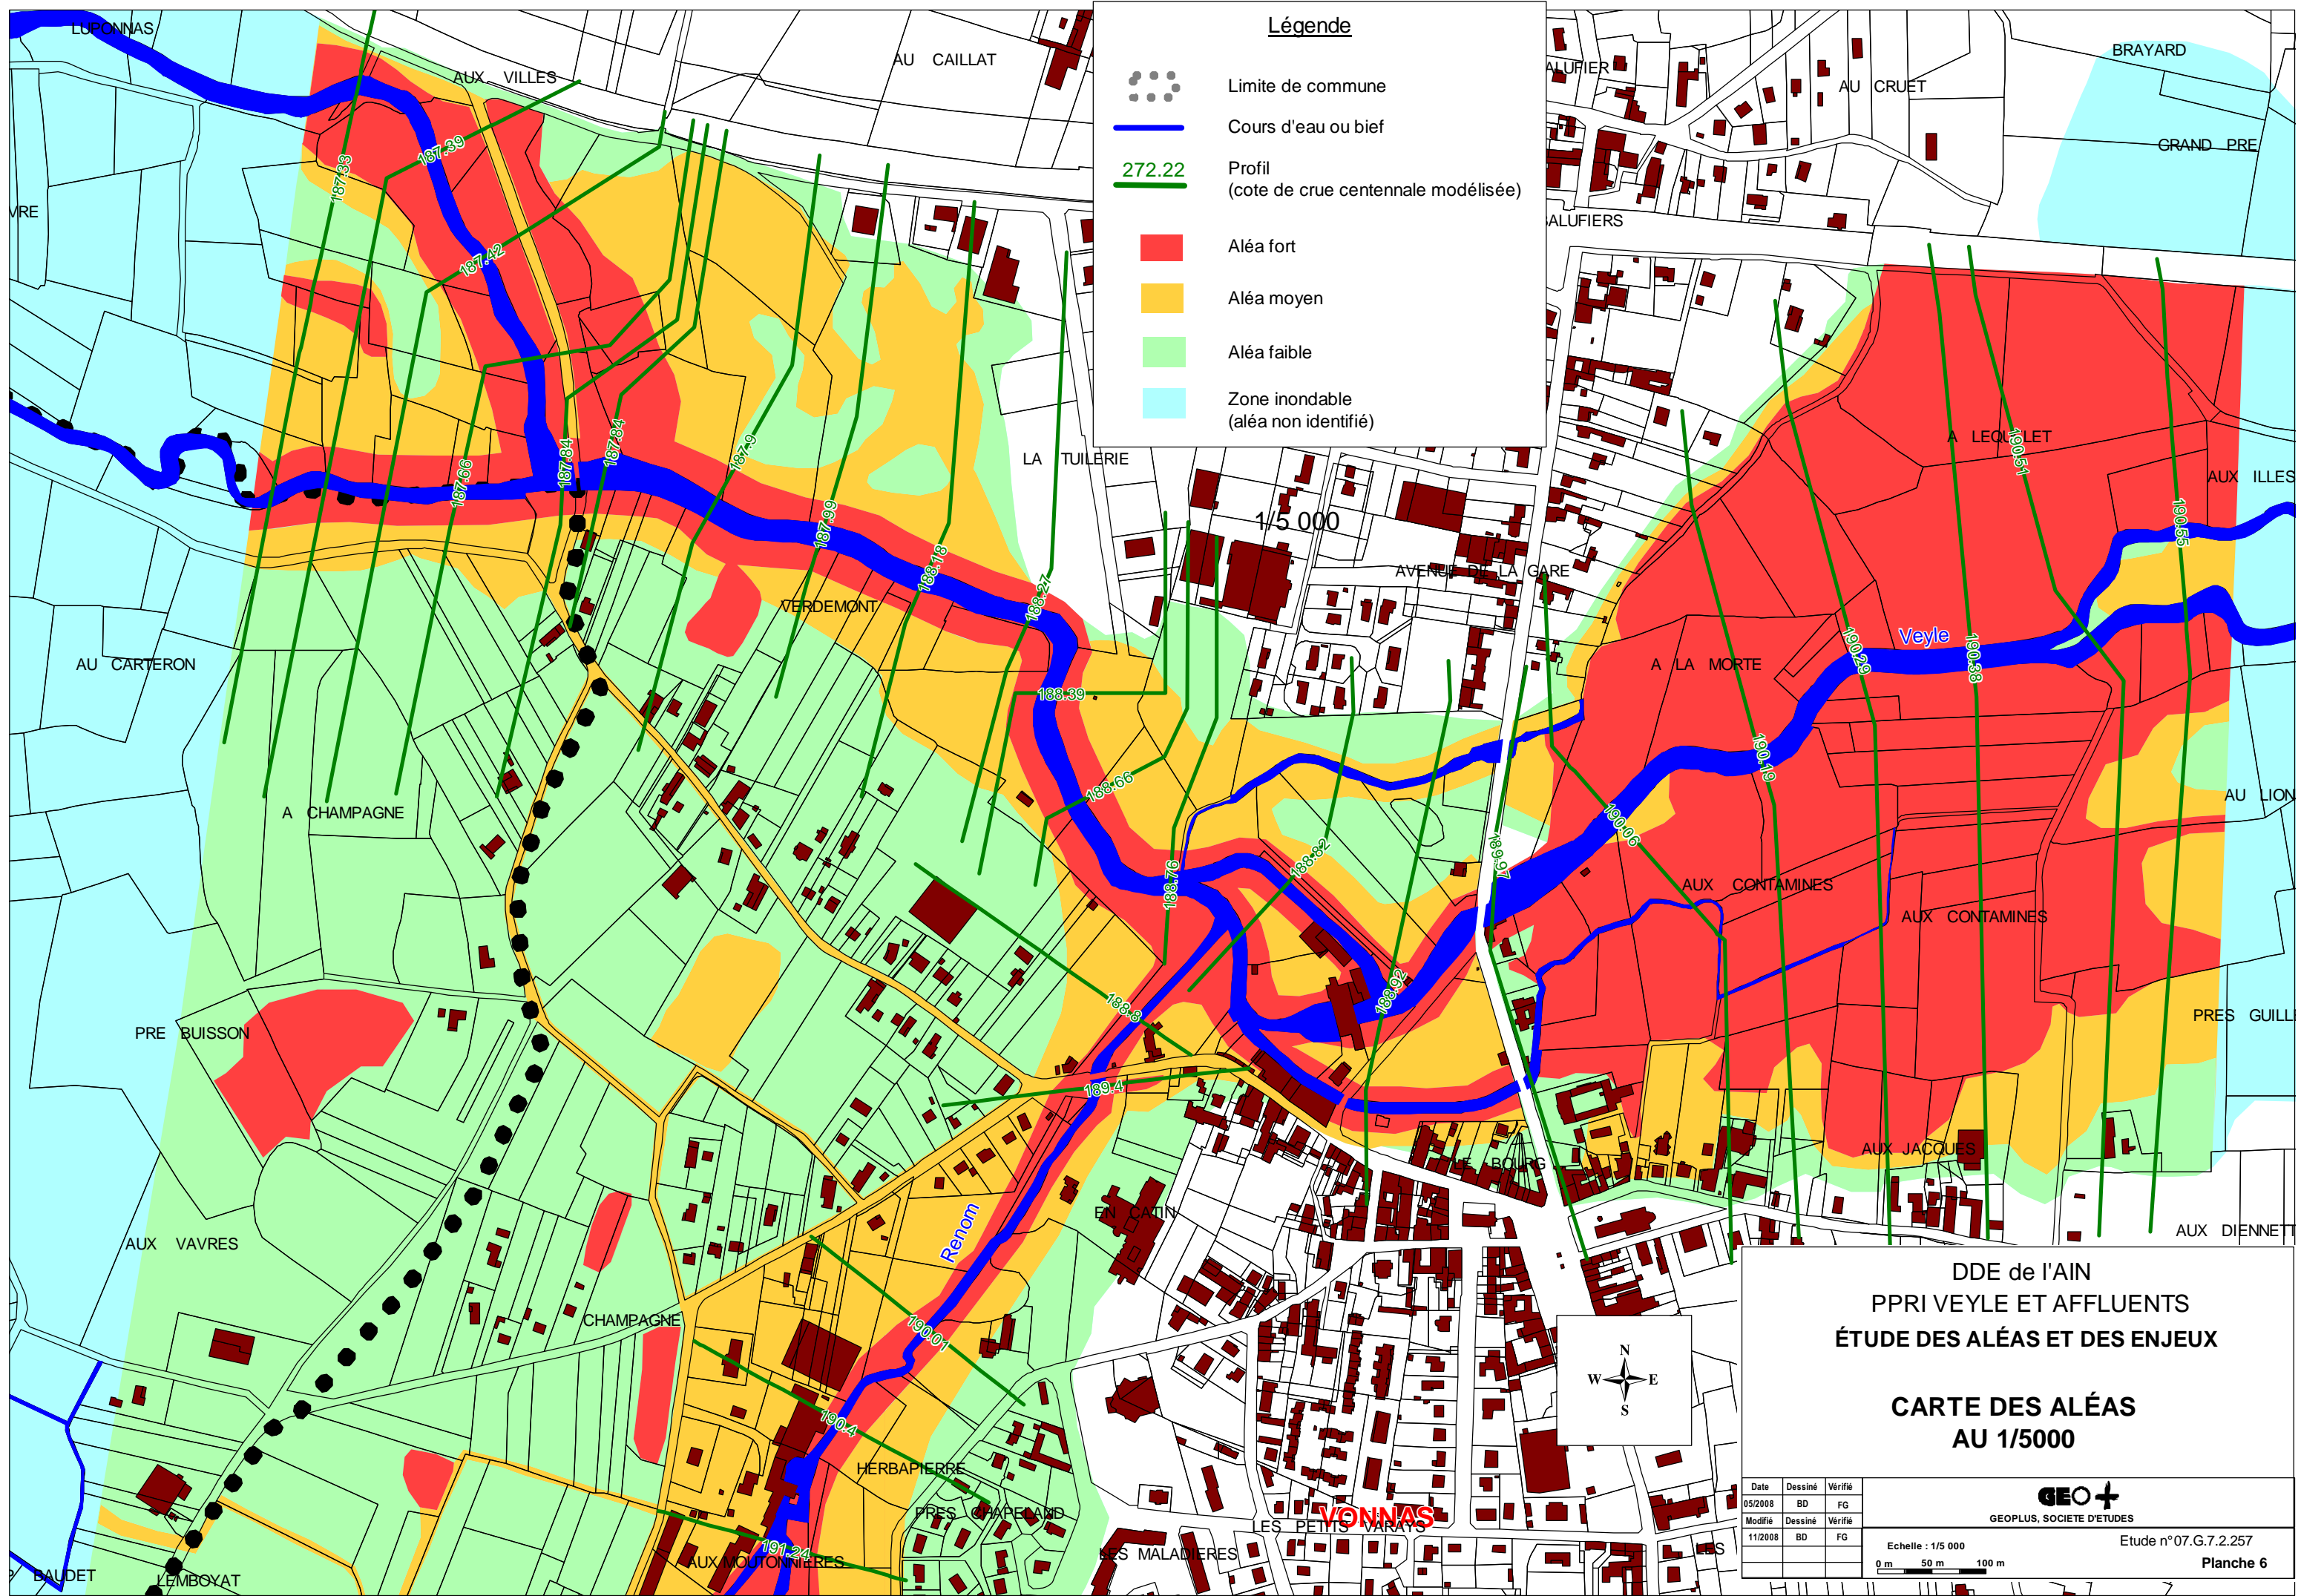 LUPONNAS
AUX VILLES
AU CAILLAT
Légende
Limite de commune
Cours d'eau ou bief
272.22
Profil
(cote de crue centennale modélisée)
Aléa fort
Aléa moyen
Aléa faible
Zone inondable
(aléa non identifié)
ALUFIER
AU CRUET
BRAYARD
GRAND PRE
ALUFIERS
VRE
187.33
187.39
187.42
187.66
187.84
187.84
187.9
187.99
188.18
188.27
188.39
188.66
188.76
188.82
188.92
189.97
190.06
190.19
190.29
190.38
190.51
190.55
LA TUILERIE
1/5 000
AVENUE DE LA GARE
A LEQUELET
AUX ILLES
VERDEMONT
Veyle
A LA MORTE
AU CARTERON
A CHAMPAGNE
AU LION
AUX CONTAMINES
AUX CONTAMINES
PRE BUISSON
188.8
189.4
PRES GUILL
LE BOURG
AUX JACQUES
EN CATIN
Renom
AUX VAVRES
AUX DIENNETT
CHAMPAGNE
190.01
190.4
HERBAPIERRE
PRES CHAPELAND
191.24
AUX MOUTONNIERES
VONNAS
LES PETITS VARAYS
LES MALADIERES
LES
BAUDET
LEMBOYAT
N
W E
S
DDE de l'AIN
PPRI VEYLE ET AFFLUENTS
ÉTUDE DES ALÉAS ET DES ENJEUX
CARTE DES ALÉAS
AU 1/5000
Date Dessiné Vérifié
05/2008 BD FG
Modifié Dessiné Vérifié
11/2008 BD FG
GEO
GEOPLUS, SOCIETE D'ETUDES
Etude n°07.G.7.2.257
Echelle : 1/5 000
0 m 50 m 100 m
Planche 6